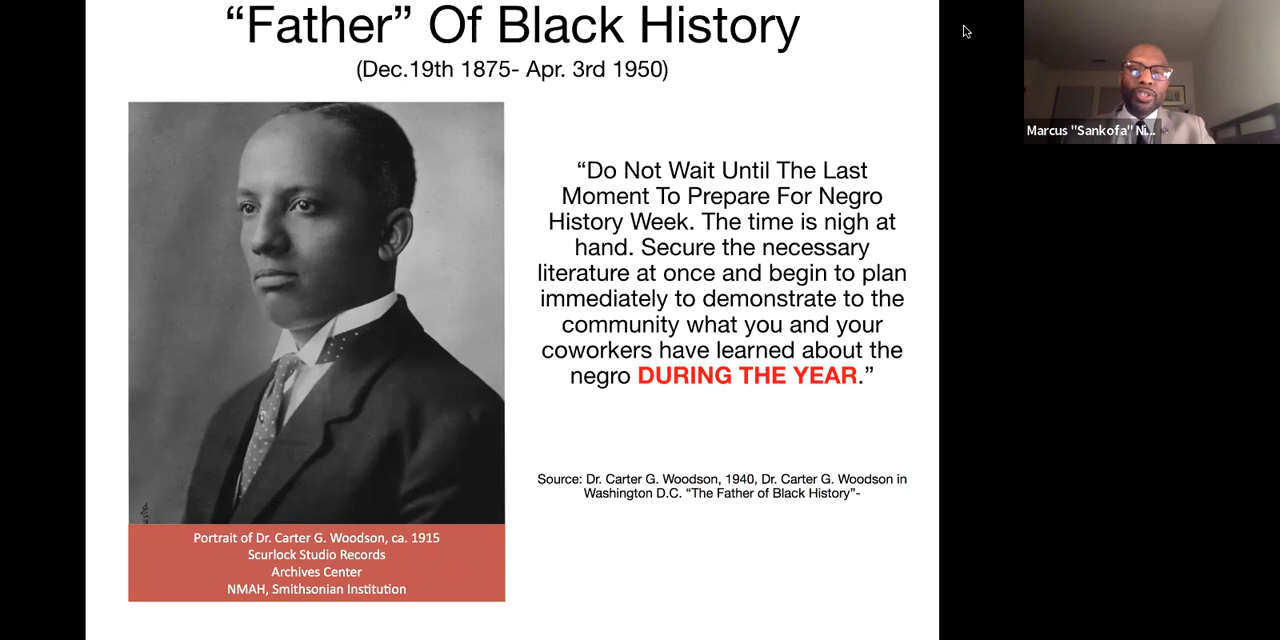 “Father” Of Black History
(Dec.19th 1875- Apr. 3rd 1950)
“Do Not Wait Until The Last
Moment To Prepare For Negro
History Week. The time is nigh at
hand. Secure the necessary
literature at once and begin to plan
immediately to demonstrate to the
community what you and your
coworkers have learned about the
negro DURING THE YEAR.”
Source: Dr. Carter G. Woodson, 1940, Dr. Carter G. Woodson in
Washington D.C. “The Father of Black History”-
Portrait of Dr. Carter G. Woodson, ca. 1915
Scurlock Studio Records
Archives Center
NMAH, Smithsonian Institution
Marcus "Sankofa" Ni...